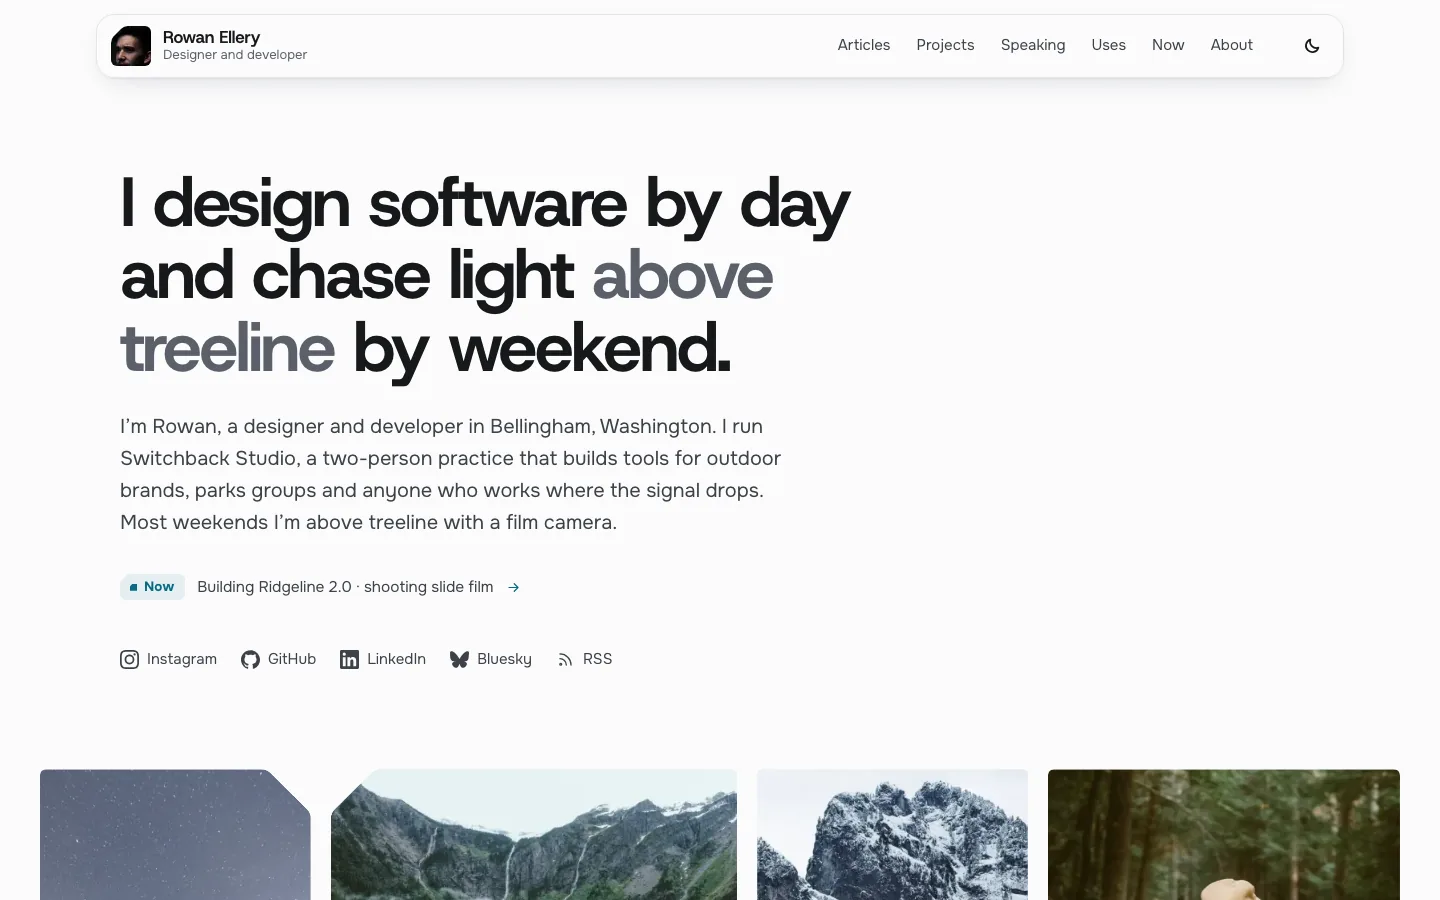 Rowan Ellery
Designer and developer
Articles Projects Speaking Uses Now About
I design software by day
and chase light above
treeline by weekend.
I’m Rowan, a designer and developer in Bellingham, Washington. I run
Switchback Studio, a two-person practice that builds tools for outdoor
brands, parks groups and anyone who works where the signal drops.
Most weekends I’m above treeline with a film camera.
Now Building Ridgeline 2.0 · shooting slide film →
Instagram GitHub LinkedIn Bluesky RSS